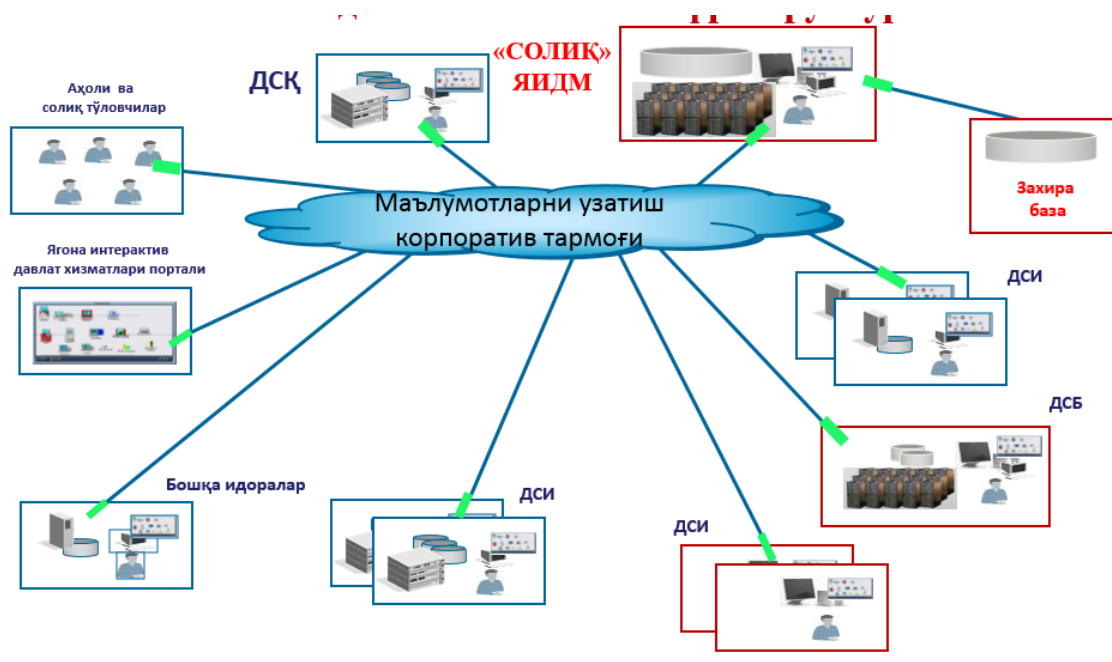 «СОЛИҚ»
ЯИДМ
ДСҚ
Аҳоли ва
солиқ тўловчилар
Захира
база
Маълумотларни узатиш
корпоратив тармоғи
Ягона интерактив
давлат хизматлари портали
ДСИ
ДСБ
Бошқа идоралар
ДСИ
ДСИ